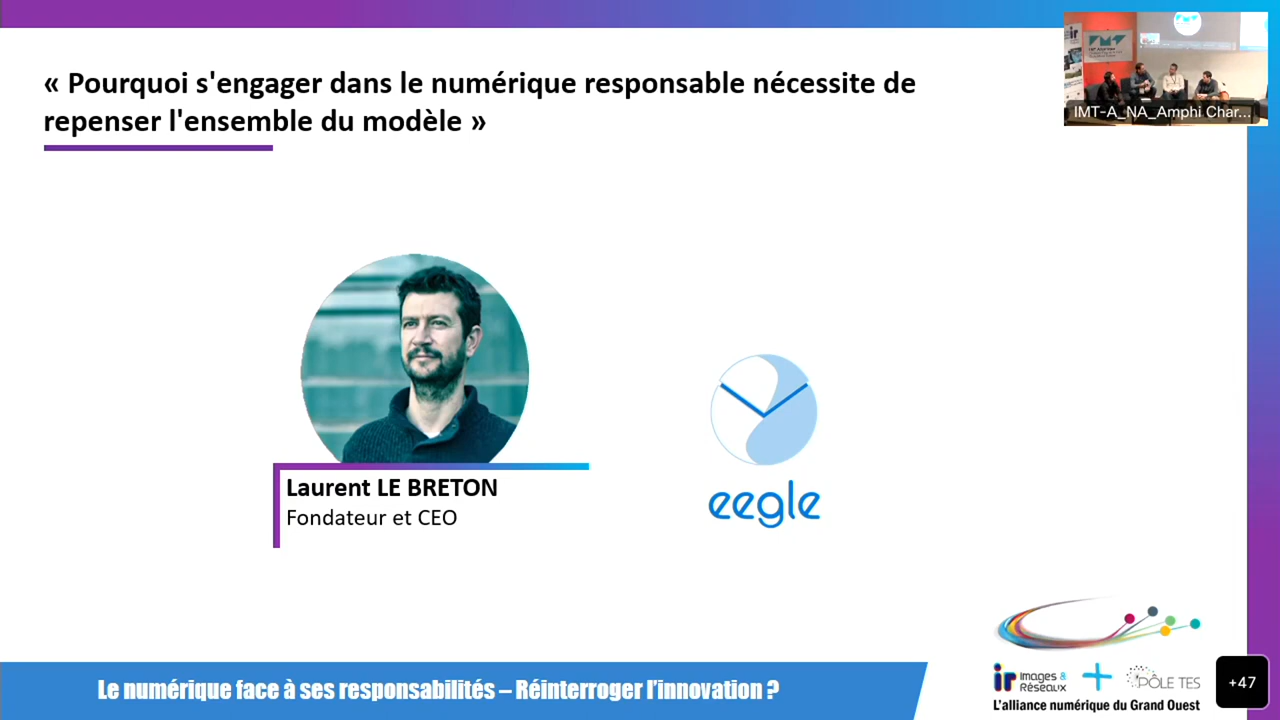 « Pourquoi s'engager dans le numérique responsable nécessite de
repenser l'ensemble du modèle »
IMT-A_NA_Amphi Char...
Laurent LE BRETON
Fondateur et CEO
eegle
Le numérique face à ses responsabilités – Réinterroger l'innovation ?
ir Images & Réseaux + PÔLE TES
L'alliance numérique du Grand Ouest
+47